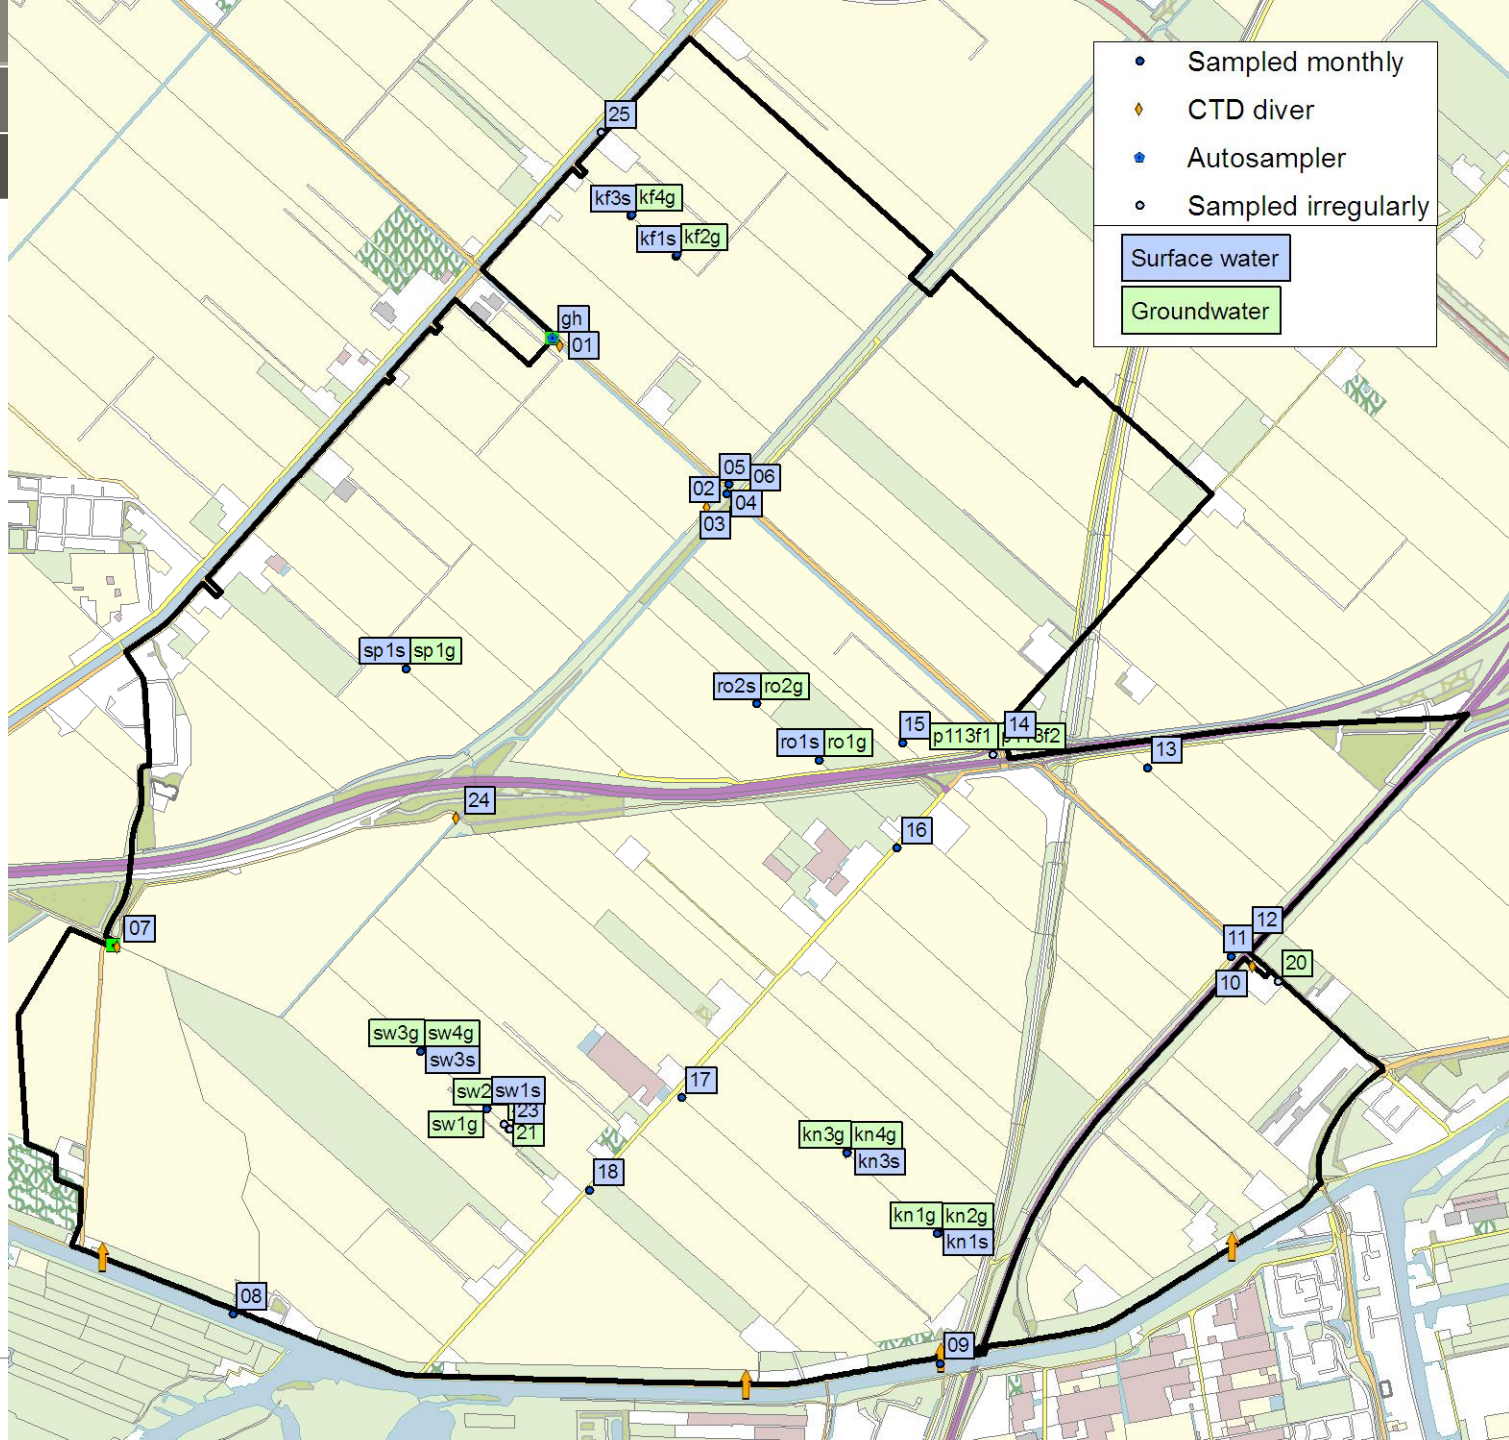 Sampled monthly
CTD diver
Autosampler
Sampled irregularly
Surface water
Groundwater
25
kf3s kf4g
kf1s kf2g
gh
01
05
06
02
04
03
sp1s sp1g
ro2s ro2g
15
14
p113f1
ro1s ro1g
13
24
16
12
07
11
20
10
sw3g sw4g
sw3s
17
sw2 sw1s
23
sw1g
21
kn3g kn4g
kn3s
18
kn1g kn2g
kn1s
08
09